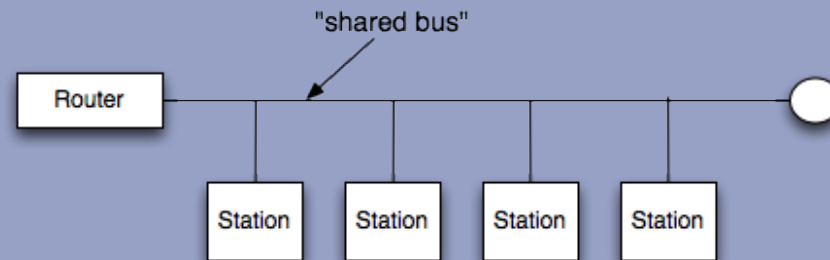 "shared bus"
Router
Station
Station
Station
Station